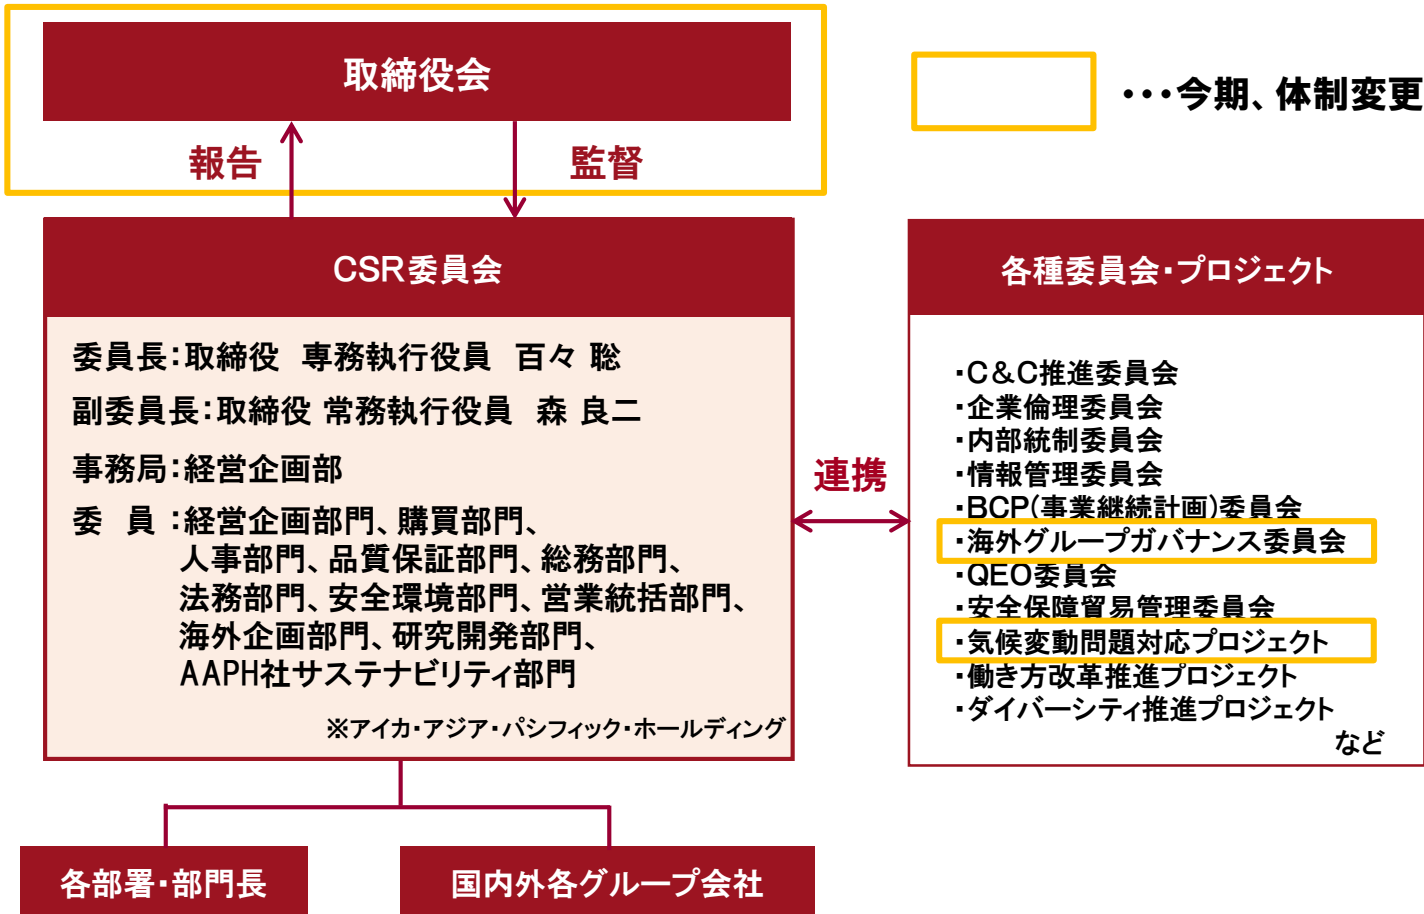 取締役会
・・・今期、体制変更
報告
監督
CSR委員会
委員長：取締役　専務執行役員　百々 聡
副委員長：取締役 常務執行役員　森 良二
事務局：経営企画部
委　員：経営企画部門、購買部門、
人事部門、品質保証部門、総務部門、
法務部門、安全環境部門、営業統括部門、
海外企画部門、研究開発部門、
AAPH社サステナビリティ部門
※アイカ・アジア・パシフィック・ホールディング
連携
各種委員会・プロジェクト
・C＆C推進委員会
・企業倫理委員会
・内部統制委員会
・情報管理委員会
・BCP(事業継続計画)委員会
・海外グループガバナンス委員会
・QEO委員会
・安全保障貿易管理委員会
・気候変動問題対応プロジェクト
・働き方改革推進プロジェクト
・ダイバーシティ推進プロジェクト
など
各部署・部門長
国内外各グループ会社